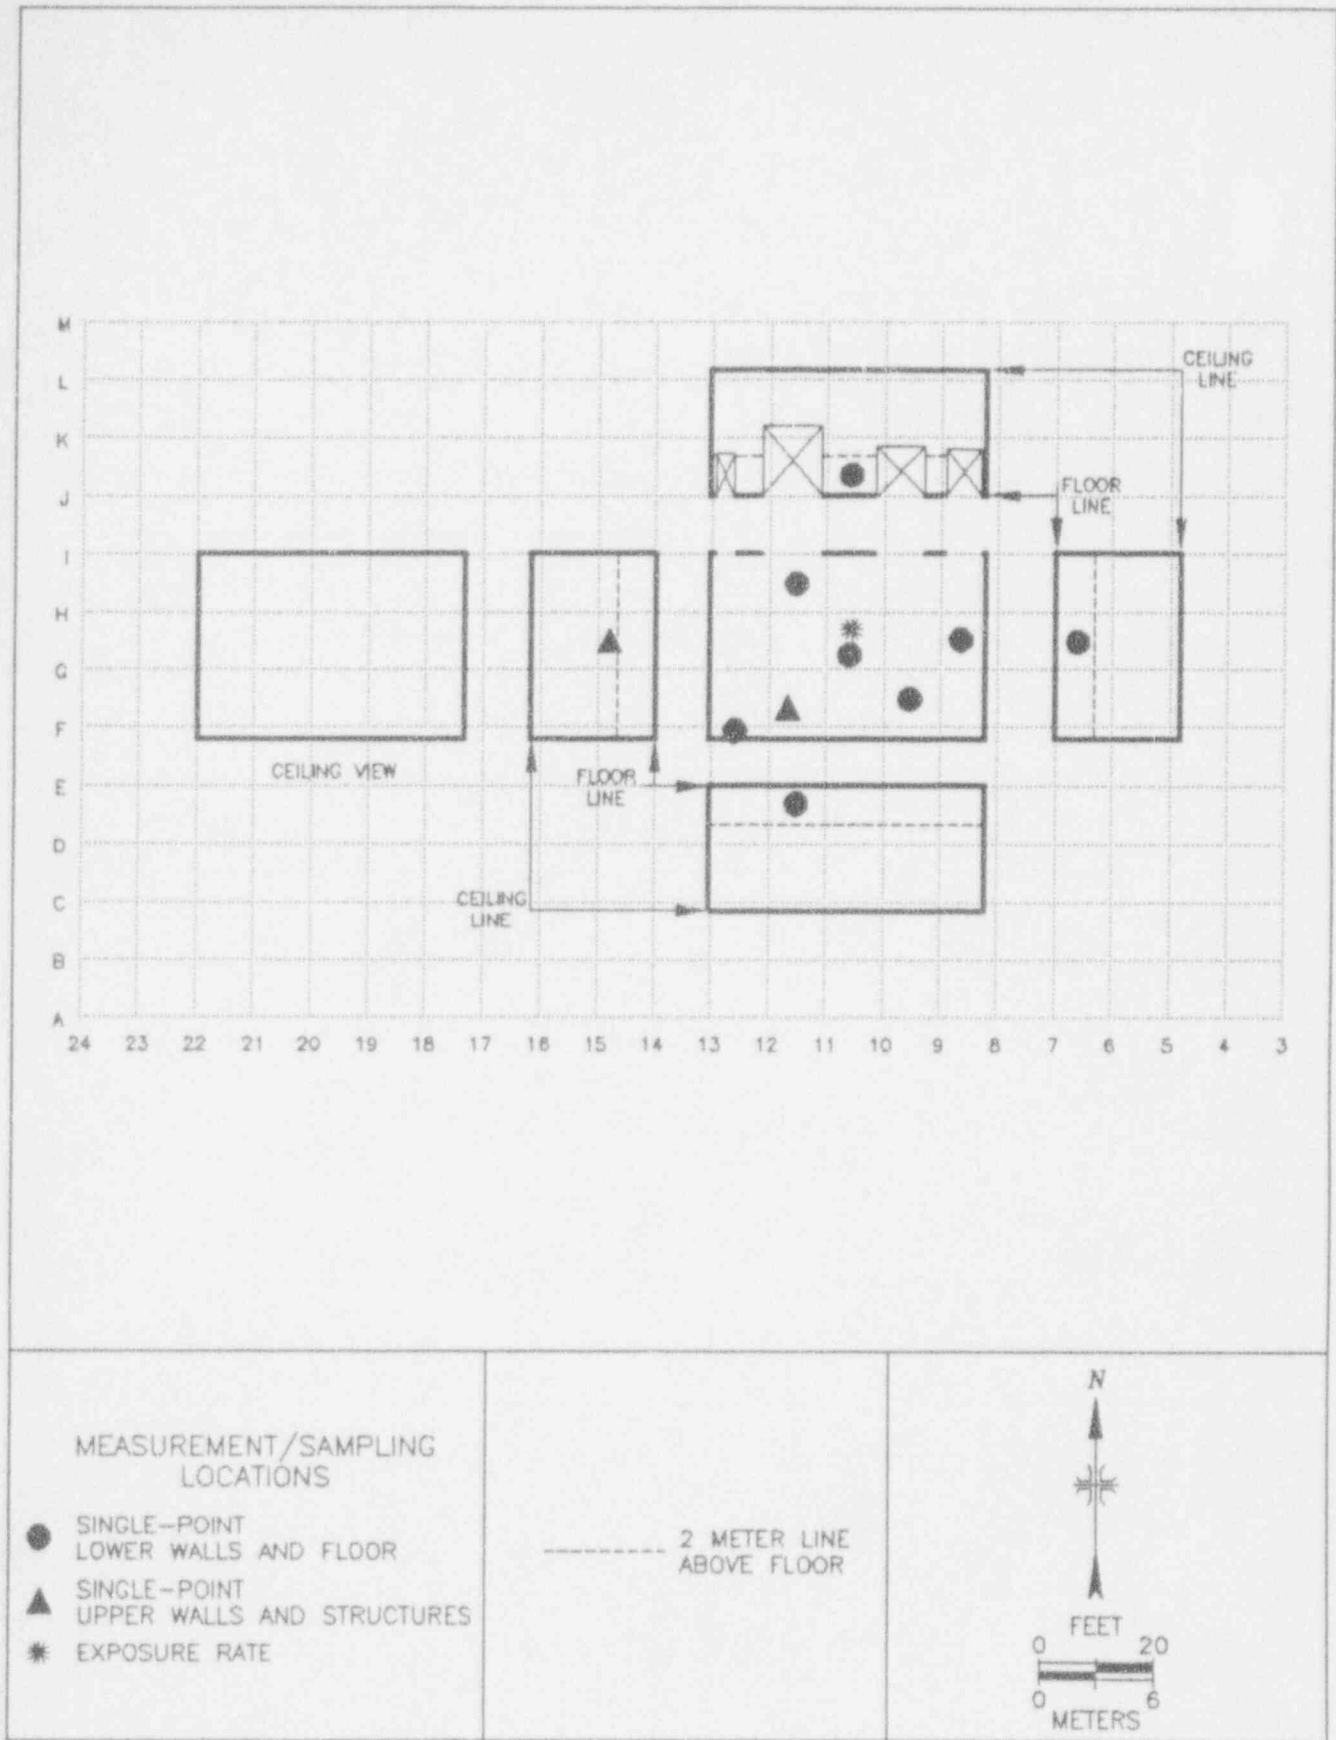 M
L
K
J
I
H
G
F
E
D
C
B
A
CEILING
LINE
FLOOR
LINE
CEILING VIEW
FLOOR
LINE
CEILING
LINE
24 23 22 21 20 19 18 17 16 15 14 13 12 11 10 9 8 7 6 5 4 3
MEASUREMENT/SAMPLING
LOCATIONS
SINGLE-POINT
LOWER WALLS AND FLOOR
SINGLE-POINT
UPPER WALLS AND STRUCTURES
EXPOSURE RATE
2 METER LINE
ABOVE FLOOR
N
FEET
0 20
0 6
METERS